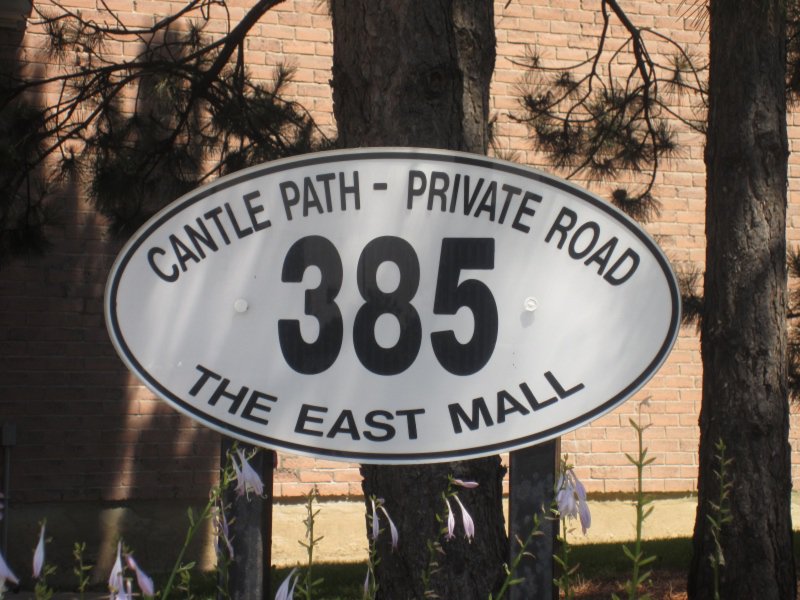 CANTLE PATH - PRIVATE ROAD
385
THE EAST MALL